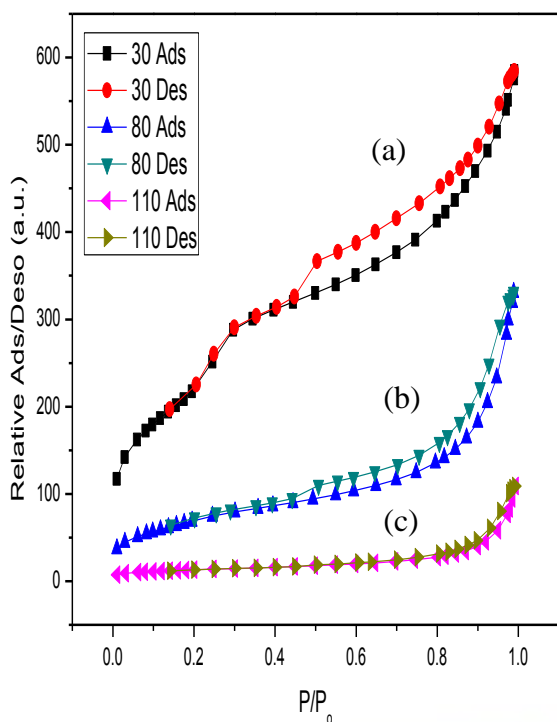 30 Ads
30 Des
80 Ads
80 Des
110 Ads
110 Des
(a)
(b)
(c)
Relative Ads/Deso (a.u.)
600
500
400
300
200
100
0
0.0 0.2 0.4 0.6 0.8 1.0
P/P₀